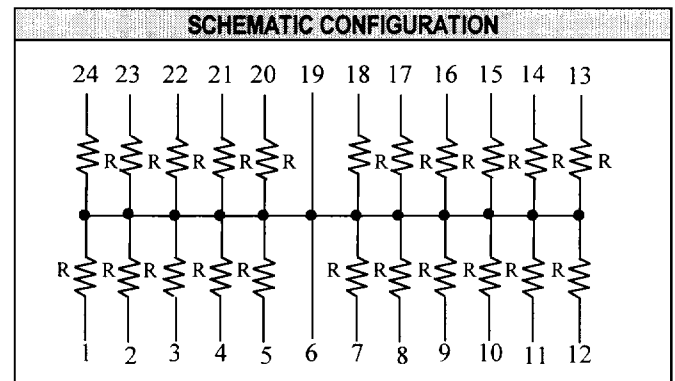 SCHEMATIC CONFIGURATION
24 23 22 21 20 19 18 17 16 15 14 13
R R R R R R R R R R R
R R R R R R R R R R R
1 2 3 4 5 6 7 8 9 10 11 12